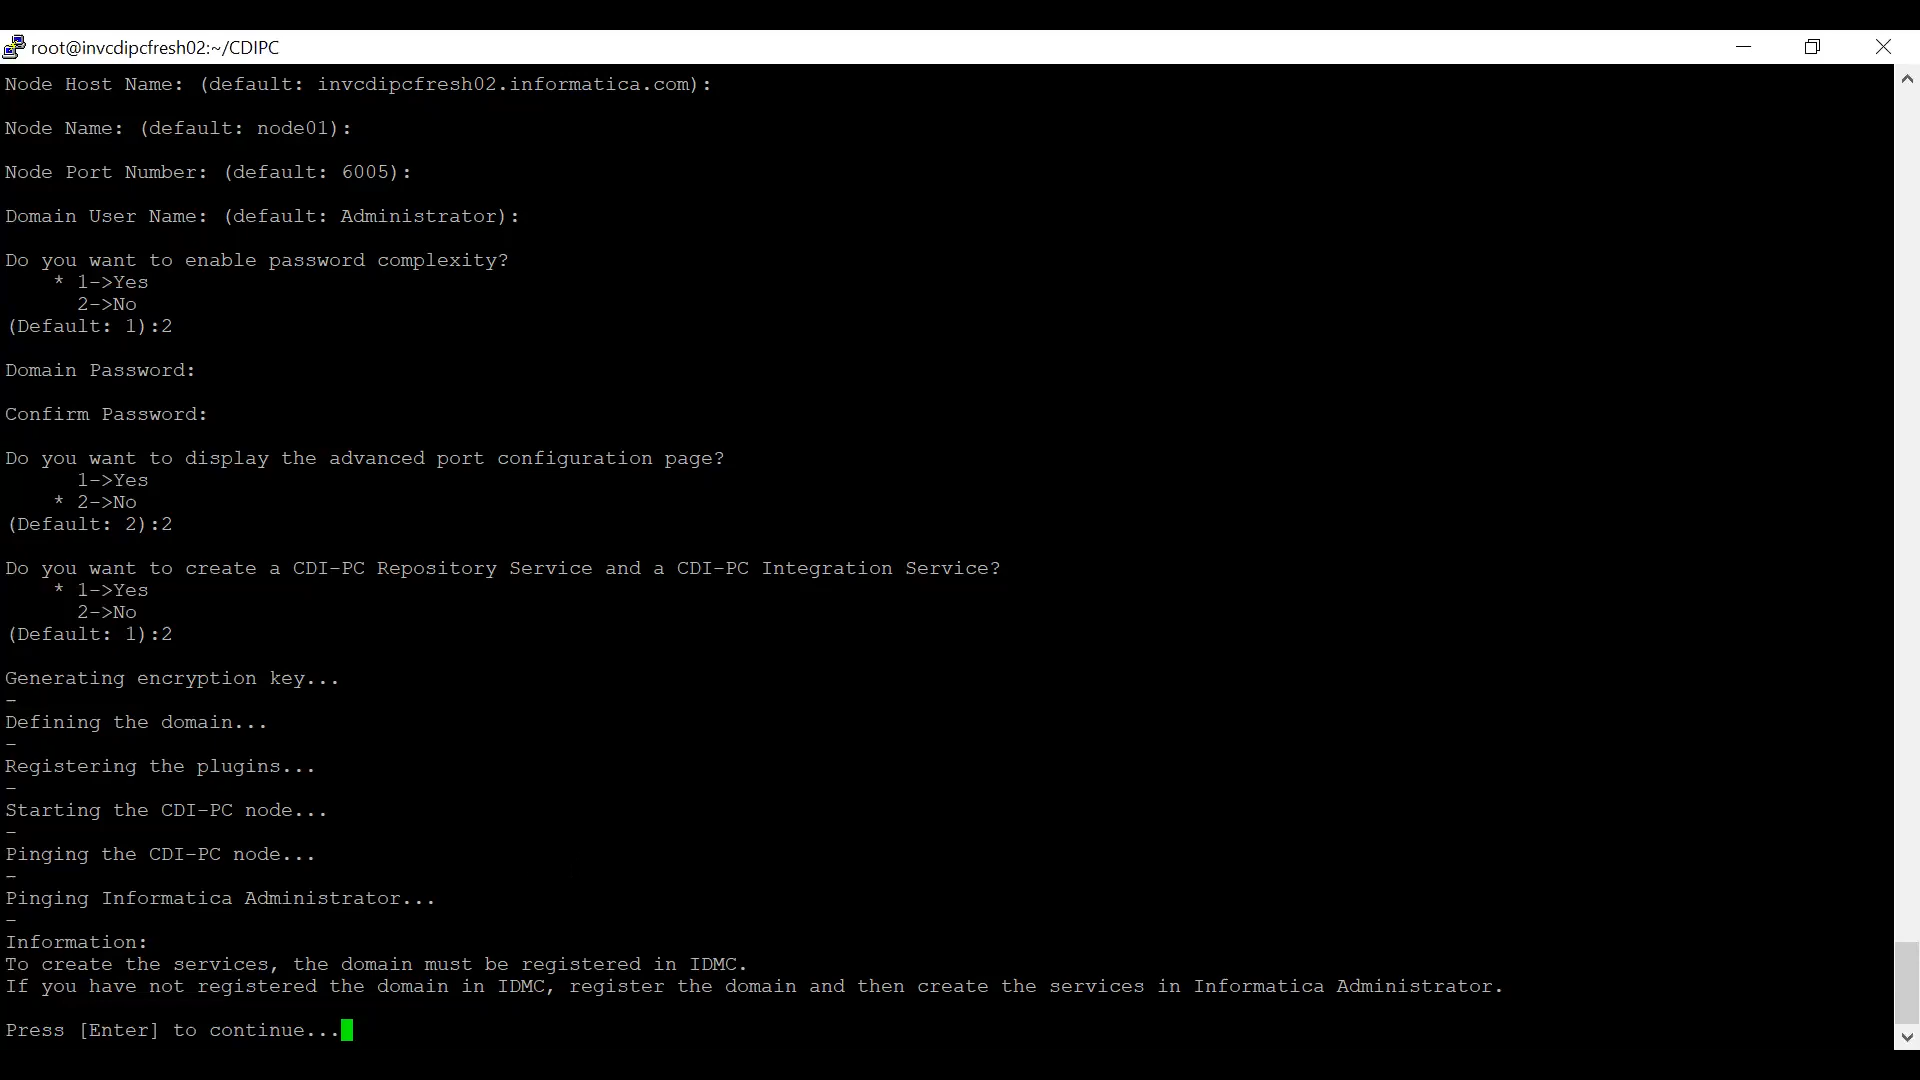 root@invcdipcfresh02:~/CDIPC
Node Host Name: (default: invcdipcfresh02.informatica.com):
Node Name: (default: node01):
Node Port Number: (default: 6005):
Domain User Name: (default: Administrator):
Do you want to enable password complexity?
* 1->Yes
2->No
(Default: 1):2
Domain Password:
Confirm Password:
Do you want to display the advanced port configuration page?
1->Yes
* 2->No
(Default: 2):2
Do you want to create a CDI-PC Repository Service and a CDI-PC Integration Service?
* 1->Yes
2->No
(Default: 1):2
Generating encryption key...
-
Defining the domain...
-
Registering the plugins...
-
Starting the CDI-PC node...
-
Pinging the CDI-PC node...
-
Pinging Informatica Administrator...
-
Information:
To create the services, the domain must be registered in IDMC.
If you have not registered the domain in IDMC, register the domain and then create the services in Informatica Administrator.
Press [Enter] to continue...